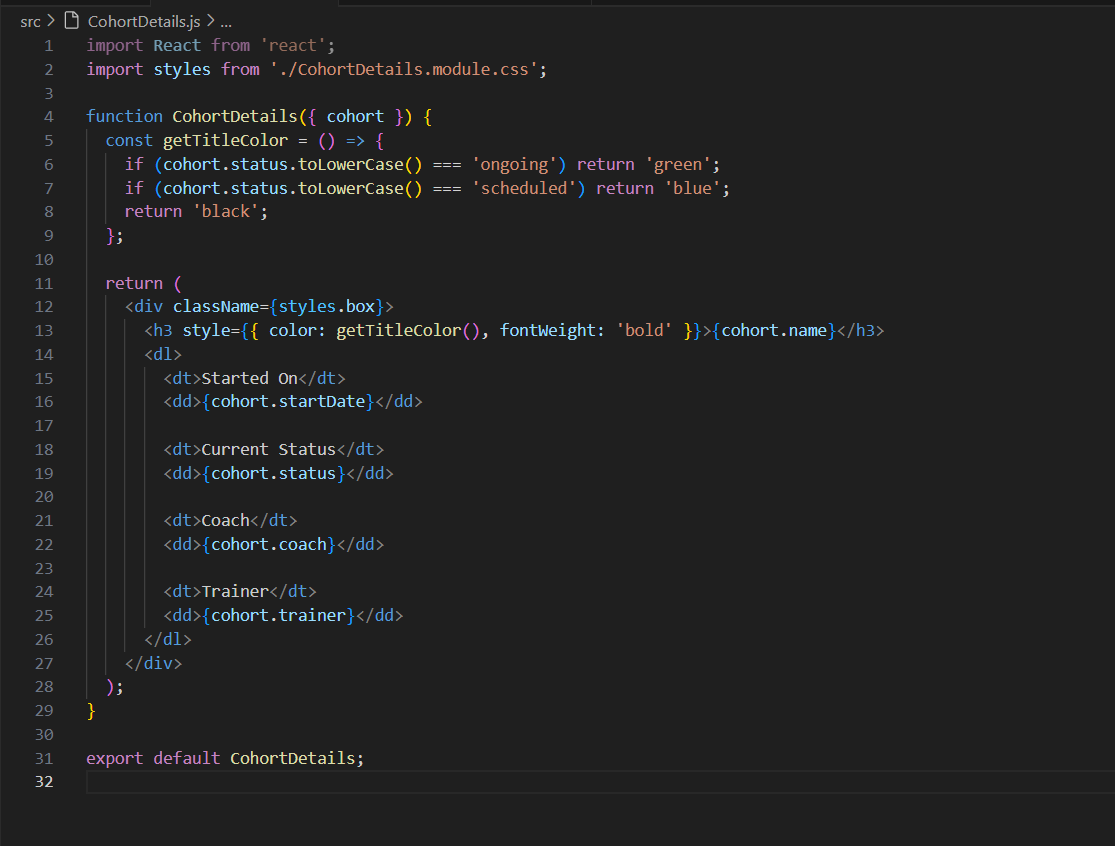 src > CohortDetails.js > ...
1 import React from 'react';
2 import styles from './CohortDetails.module.css';
3
4 function CohortDetails({ cohort }) {
5   const getTitleColor = () => {
6     if (cohort.status.toLowerCase() === 'ongoing') return 'green';
7     if (cohort.status.toLowerCase() === 'scheduled') return 'blue';
8     return 'black';
9   };
10
11   return (
12     <div className={styles.box}>
13       <h3 style={{ color: getTitleColor(), fontWeight: 'bold' }}>{cohort.name}</h3>
14       <dl>
15         <dt>Started On</dt>
16         <dd>{cohort.startDate}</dd>
17
18         <dt>Current Status</dt>
19         <dd>{cohort.status}</dd>
20
21         <dt>Coach</dt>
22         <dd>{cohort.coach}</dd>
23
24         <dt>Trainer</dt>
25         <dd>{cohort.trainer}</dd>
26       </dl>
27     </div>
28   );
29 }
30
31 export default CohortDetails;
32